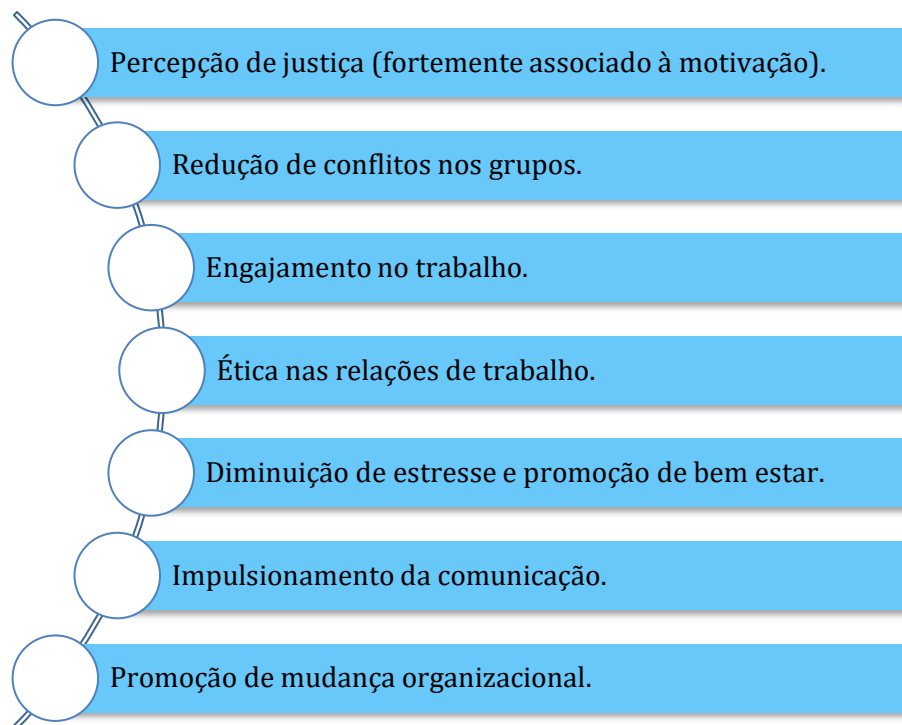 Percepção de justiça (fortemente associado à motivação).
Redução de conflitos nos grupos.
Engajamento no trabalho.
Ética nas relações de trabalho.
Diminuição de estresse e promoção de bem estar.
Impulsionamento da comunicação.
Promoção de mudança organizacional.